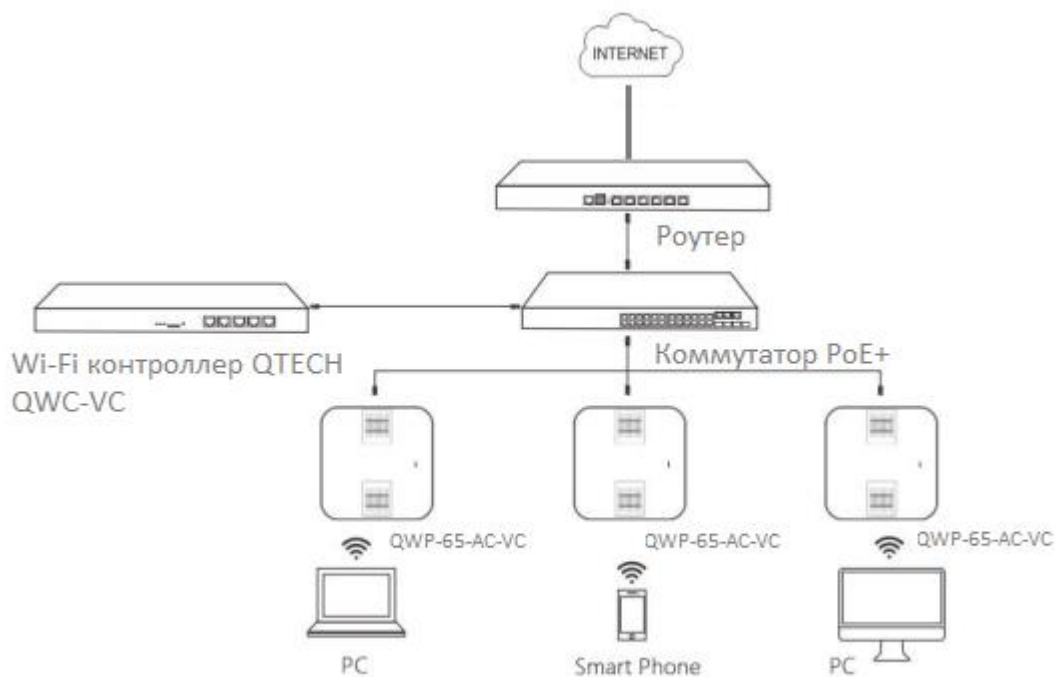 INTERNET
Роутер
Wi-Fi контроллер QTECH
QWC-VC
Коммутатор PoE+
QWP-65-AC-VC
QWP-65-AC-VC
QWP-65-AC-VC
PC
Smart Phone
PC